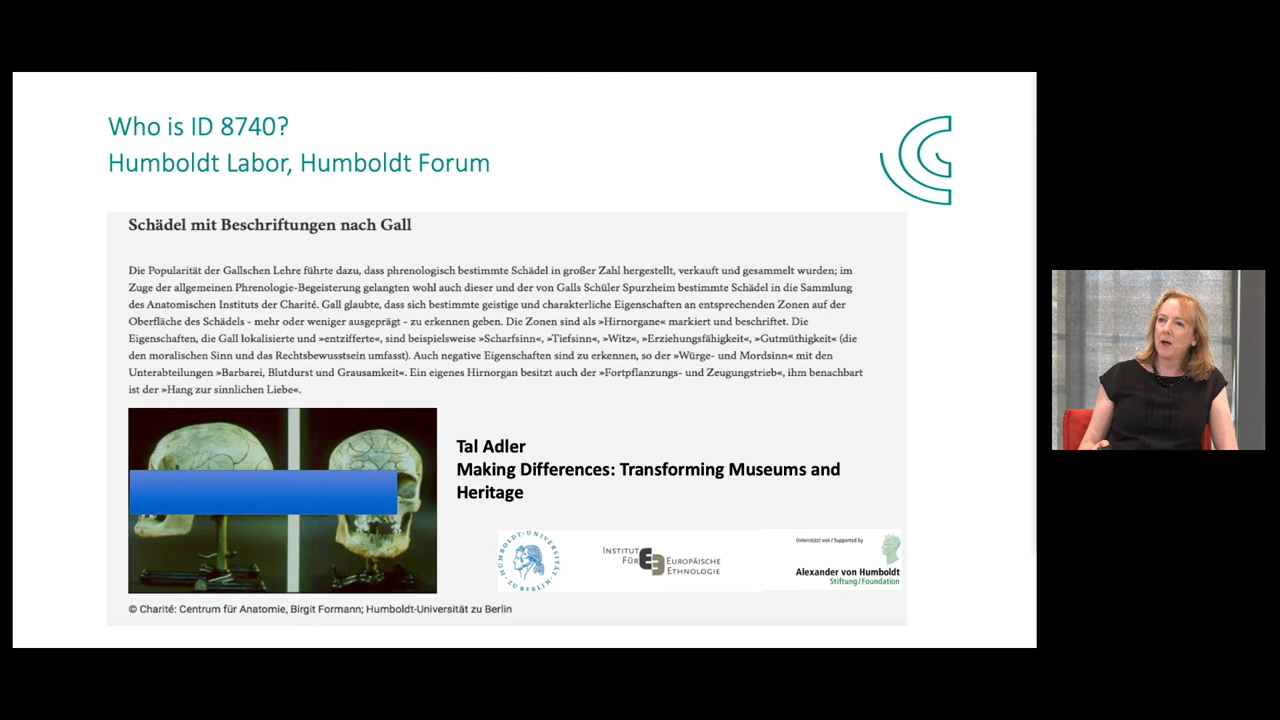 Who is ID 8740?
Humboldt Labor, Humboldt Forum
Schädel mit Beschriftungen nach Gall
Die Popularität der Gallschen Lehre führte dazu, dass phrenologisch bestimmte Schädel in großer Zahl hergestellt, verkauft und gesammelt wurden; im
Zuge der allgemeinen Phrenologie-Begeisterung gelangten wohl auch dieser und der von Galls Schüler Spurzheim bestimmte Schädel in die Sammlung
des Anatomischen Instituts der Charité. Gall glaubte, dass sich bestimmte geistige und charakterliche Eigenschaften an entsprechenden Zonen auf der
Oberfläche des Schädels - mehr oder weniger ausgeprägt - zu erkennen geben. Die Zonen sind als »Hirnorgane« markiert und beschriftet. Die
Eigenschaften, die Gall lokalisierte und »entzifferte«, sind beispielsweise »Scharfsinn«, »Tiefsinn«, »Witz«, »Erziehungsfähigkeit«, »Gutmüthigkeit« (die
den moralischen Sinn und das Rechtsbewusstsein umfasst). Auch negative Eigenschaften sind zu erkennen, so der »Würge- und Mordsinn« mit den
Unterabteilungen »Barbarei, Blutdurst und Grausamkeit«. Ein eigenes Hirnorgan besitzt auch der »Fortpflanzungs- und Zeugungstrieb«, ihm benachbart
ist der »Hang zur sinnlichen Liebe«.
Tal Adler
Making Differences: Transforming Museums and
Heritage
HUMBOLDT-UNIVERSITÄT ZU BERLIN
INSTITUT
FÜR EUROPÄISCHE
ETHNOLOGIE
Unterstützt von / Supported by
Alexander von Humboldt
Stiftung/Foundation
© Charité: Centrum für Anatomie, Birgit Formann; Humboldt-Universität zu Berlin